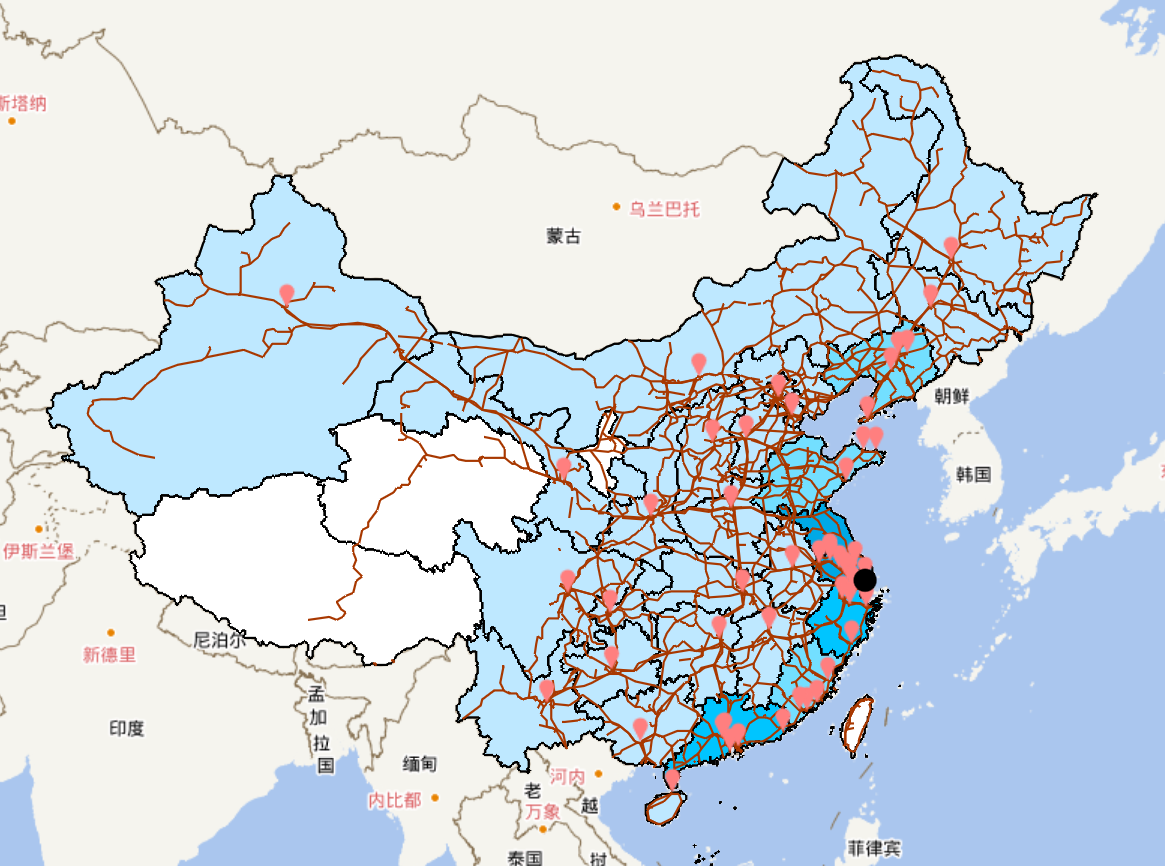 斯塔纳
乌兰巴托
蒙古
朝鲜
韩国
伊斯兰堡
新德里
尼泊尔
孟
加
拉
国
印度
缅甸
内比都
河内
老
越
万象
泰国
菲律宾